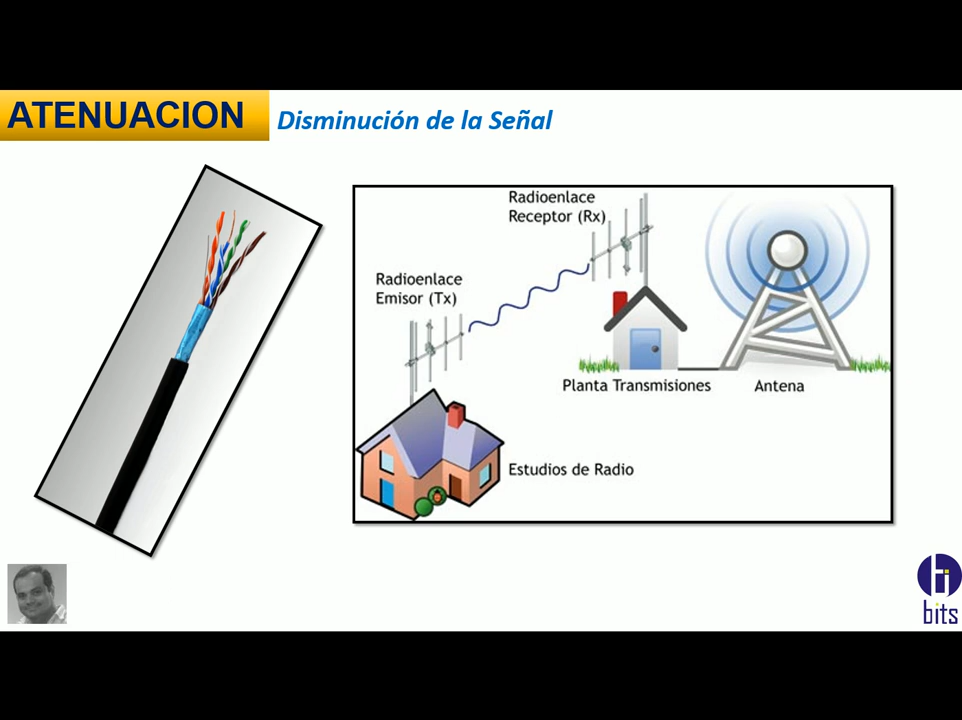 ATENUACION
Disminución de la Señal
Radioenlace
Receptor (Rx)
Radioenlace
Emisor (Tx)
Planta Transmisiones
Antena
Estudios de Radio
bits